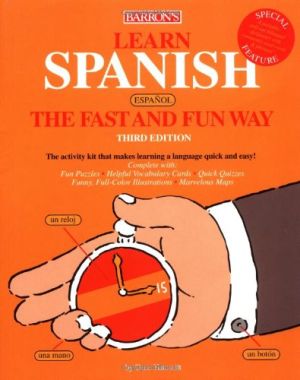 BARRON'S
LEARN
SPANISH
ESPAÑOL
THE FAST AND FUN WAY
THIRD EDITION
SPECIAL
FEATURE
The activity kit that makes learning a language quick and easy!
Complete with:
Fun Puzzles • Helpful Vocabulary Cards • Quick Quizzes
Funny, Full-Color Illustrations • Marvelous Maps
un reloj
15
una mano
un botón